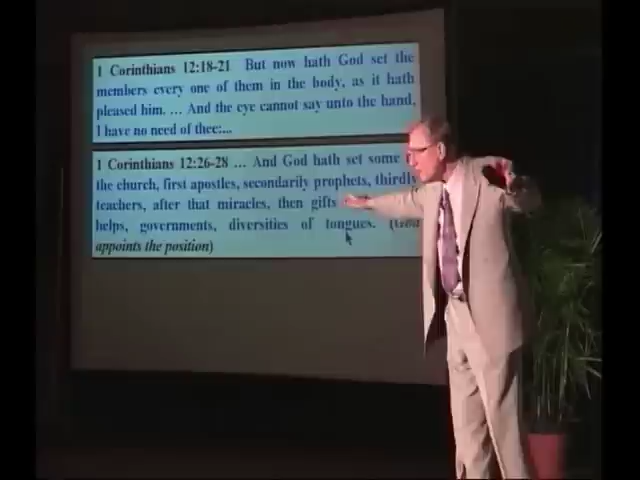 1 Corinthians 12:18-21 But now hath God set the
members every one of them in the body, as it hath
pleased him. ... And the eye cannot say unto the hand,
I have no need of thee:...
1 Corinthians 12:26-28 ... And God hath set some
the church, first apostles, secondarily prophets, thirdly
teachers, after that miracles, then gifts
helps, governments, diversities of tongues. (God
appoints the position)